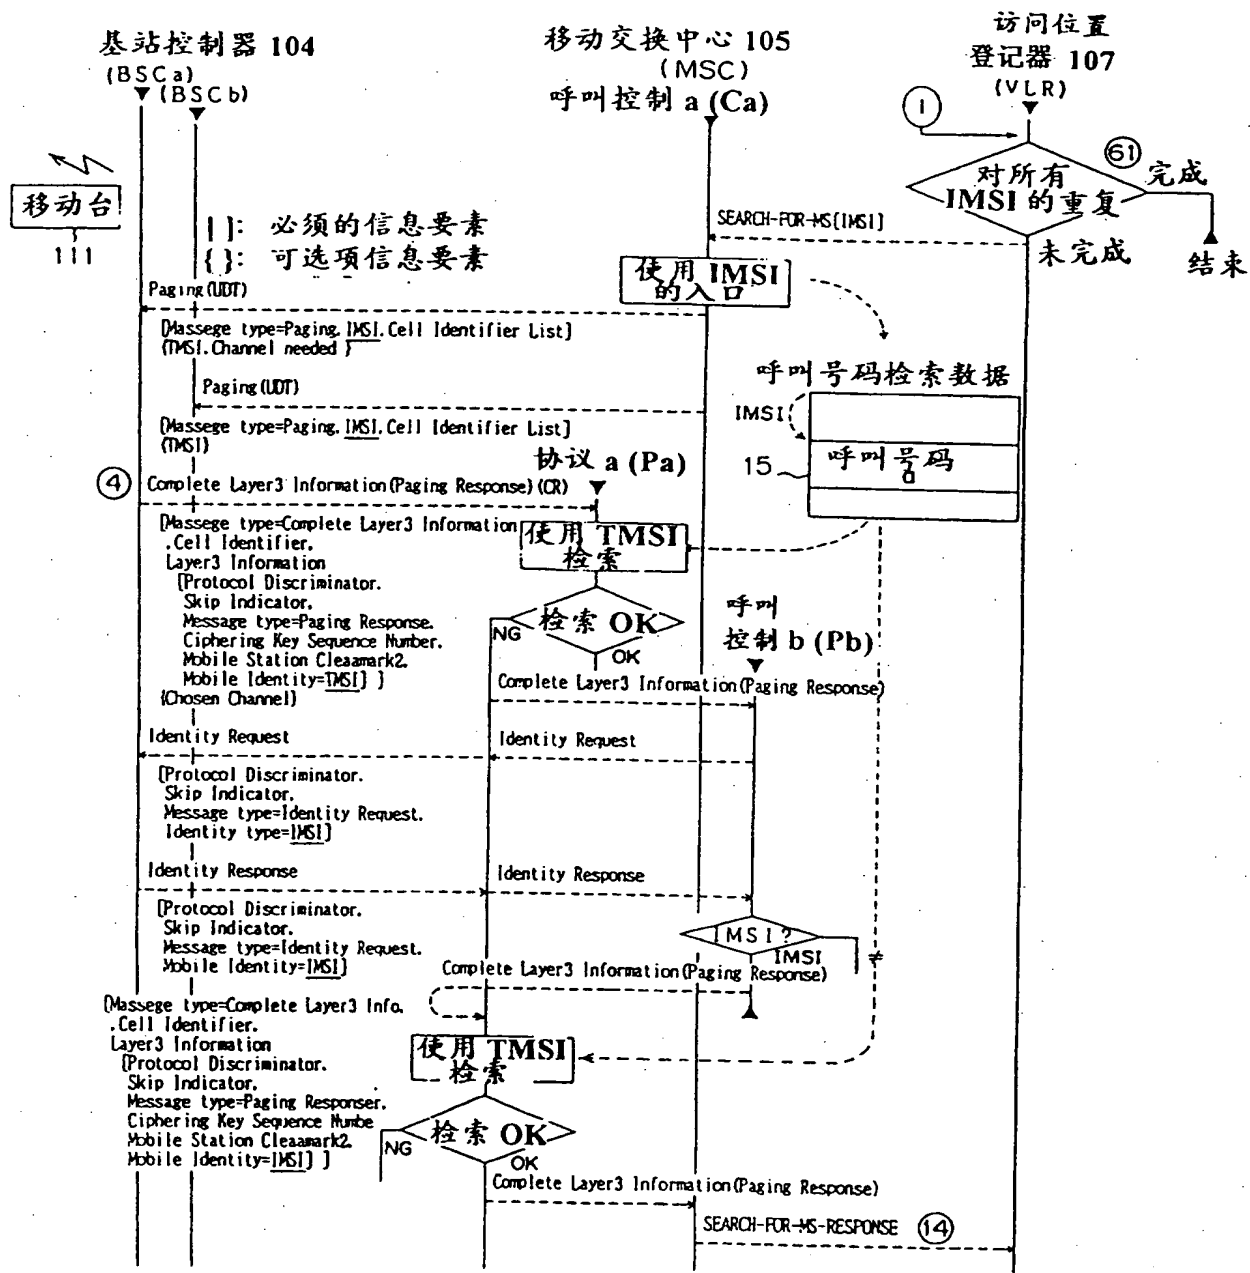 基站控制器 104
(BSCa)
(BSCb)
移动交换中心 105
(MSC)
呼叫控制 a (Ca)
访问位置
登记器 107
(VLR)
1
61
对所有
IMSI 的重复
完成
未完成
结束
移动台
111
[ ]: 必须的信息要素
{ }: 可选项信息要素
SEARCH-FOR-MS{IMSI]
使用 IMSI
的入口
Paging(UDT)
[Massege type=Paging. IMSI.Cell Identifier List]
{TMSI.Channel needed }
呼叫号码检索数据
Paging(UDT)
IMSI
[Massege type=Paging. IMSI.Cell Identifier List]
{TMSI}
15
呼叫号码
协议 a (Pa)
4
Complete Layer3 Information(Paging Response)(CR)
[Massege type=Complete Layer3 Information
.Cell Identifier.
Layer3 Information
[Protocol Discriminator.
Skip Indicator.
Message type=Paging Response.
Ciphering Key Sequence Number.
Mobile Station Cleaamark2.
Mobile Identity=TMSI] ]
{Chosen Channel}
使用 TMSI
检索
检索 OK
NG
OK
呼叫
控制 b (Pb)
Complete Layer3 Information(Paging Response)
Identity Request
Identity Request
[Protocol Discriminator.
Skip Indicator.
Message type=Identity Request.
Identity type=IMSI]
Identity Response
Identity Response
[Protocol Discriminator.
Skip Indicator.
Message type=Identity Request.
Mobile Identity=IMSI]
IMSI?
IMSI
≠
Complete Layer3 Information(Paging Response)
[Massege type=Complete Layer3 Info.
.Cell Identifier.
Layer3 Information
[Protocol Discriminator.
Skip Indicator.
Message type=Paging Responser.
Ciphering Key Sequence Numbe
Mobile Station Cleaamark2.
Mobile Identity=IMSI] ]
使用 TMSI
检索
检索 OK
NG
OK
Complete Layer3 Information(Paging Response)
SEARCH-FOR-MS-RESPONSE
14